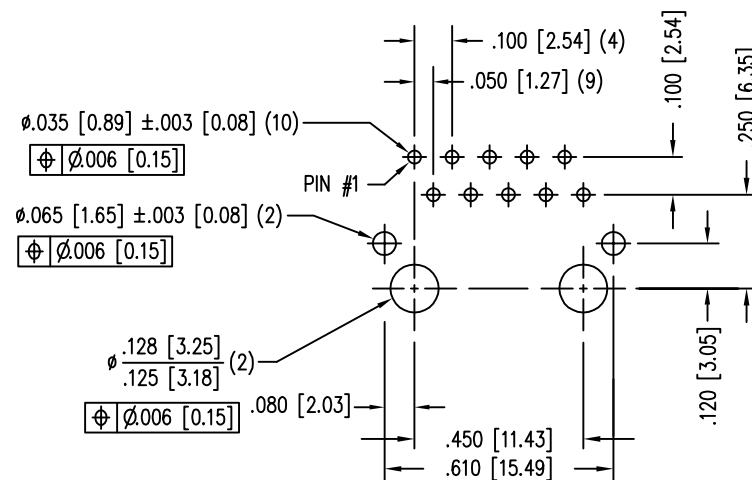 .100 [2.54] (4)
.050 [1.27] (9)
.100 [2.54]
.250 [6.35]
ø.035 [0.89] ±.003 [0.08] (10)
⌖ Ø.006 [0.15]
PIN #1
ø.065 [1.65] ±.003 [0.08] (2)
⌖ Ø.006 [0.15]
ø .128 [3.25]
.125 [3.18] (2)
⌖ Ø.006 [0.15]
.080 [2.03]
.120 [3.05]
.450 [11.43]
.610 [15.49]